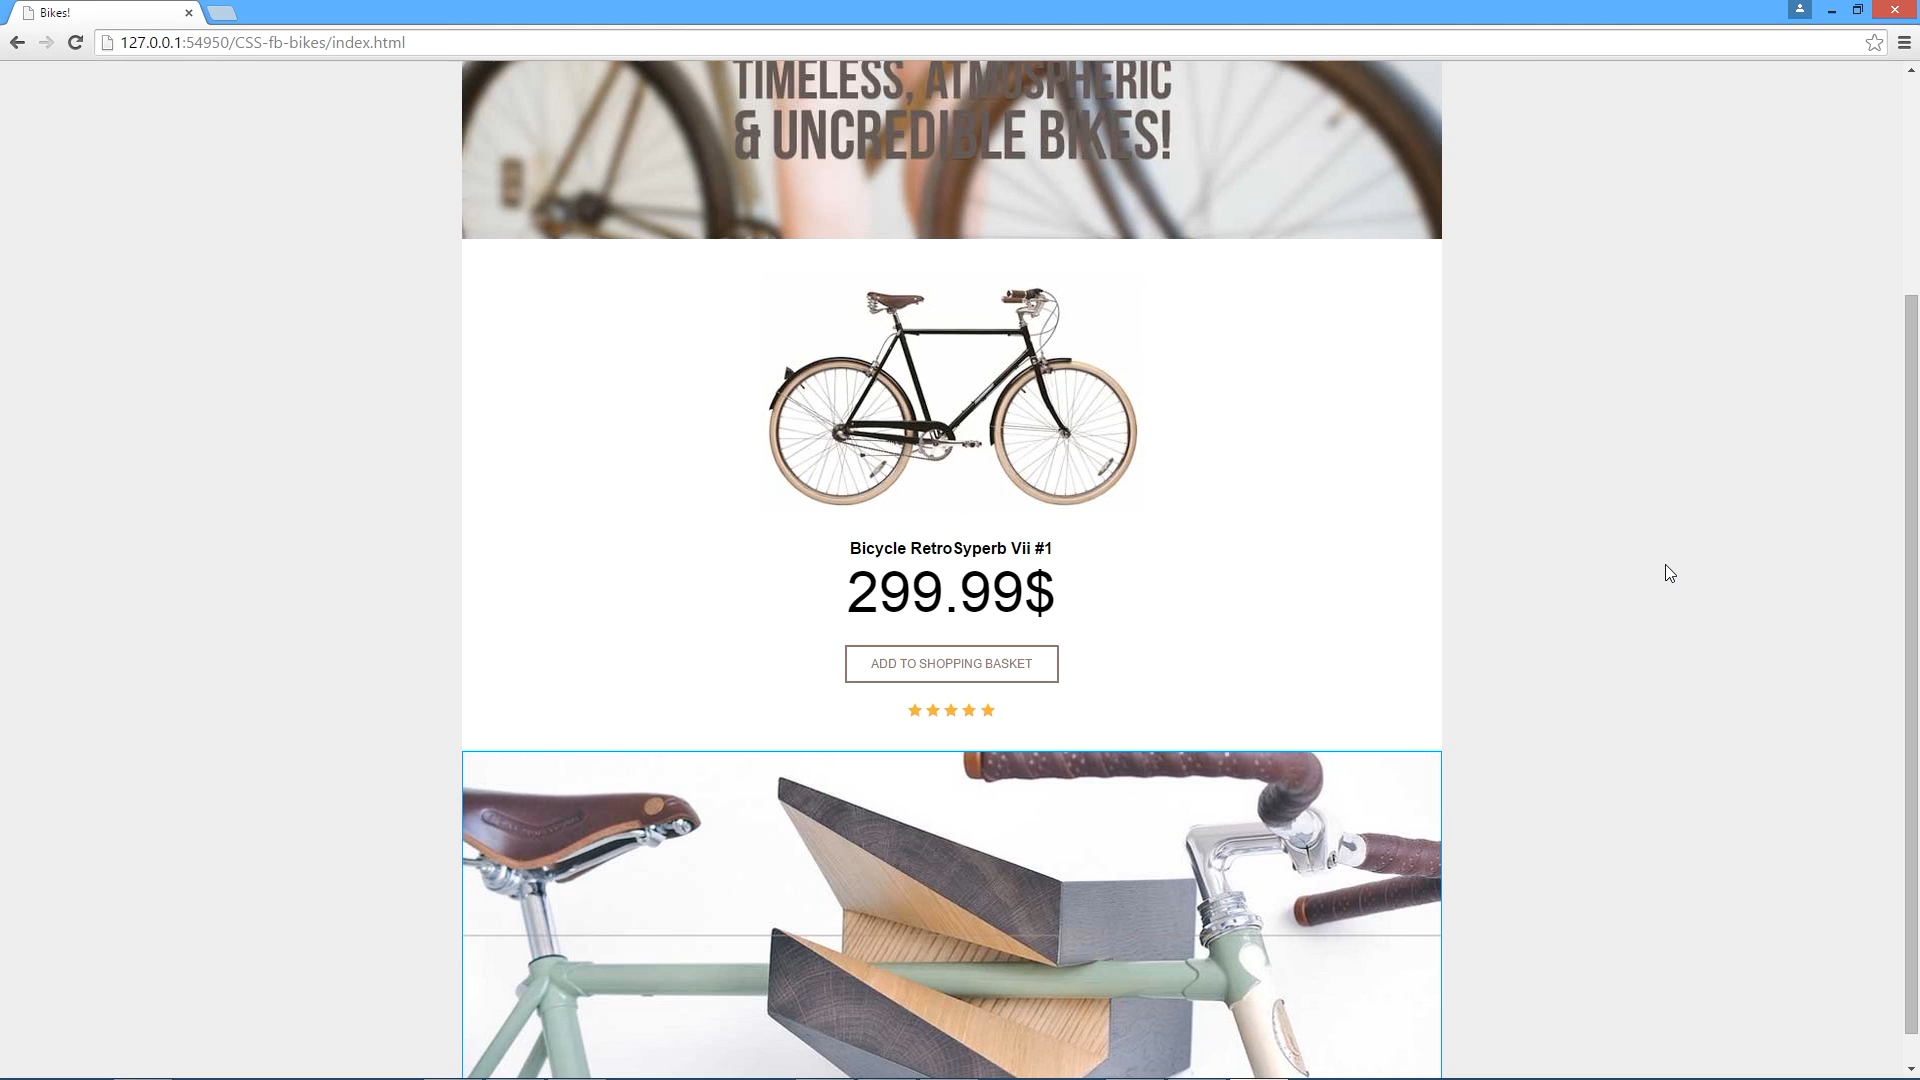 Bikes!
127.0.0.1:54950/CSS-fb-bikes/index.html
TIMELESS, ATMOSPHERIC
& UNCREDIBLE BIKES!
Bicycle RetroSyperb Vii #1
299.99$
ADD TO SHOPPING BASKET